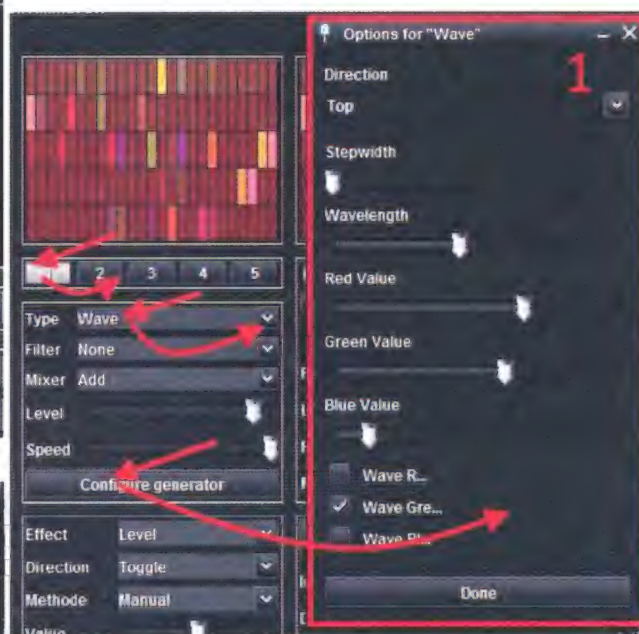 Options for "Wave"
1
Direction
Top
Stepwidth
Wavelength
Red Value
Green Value
Blue Value
Wave R...
Wave Gre...
Wave
Done
2 3 4 5
Type Wave
Filter None
Mixer Add
Level
Speed
Configure generator
Effect Level
Direction Toggle
Methode Manual
Value